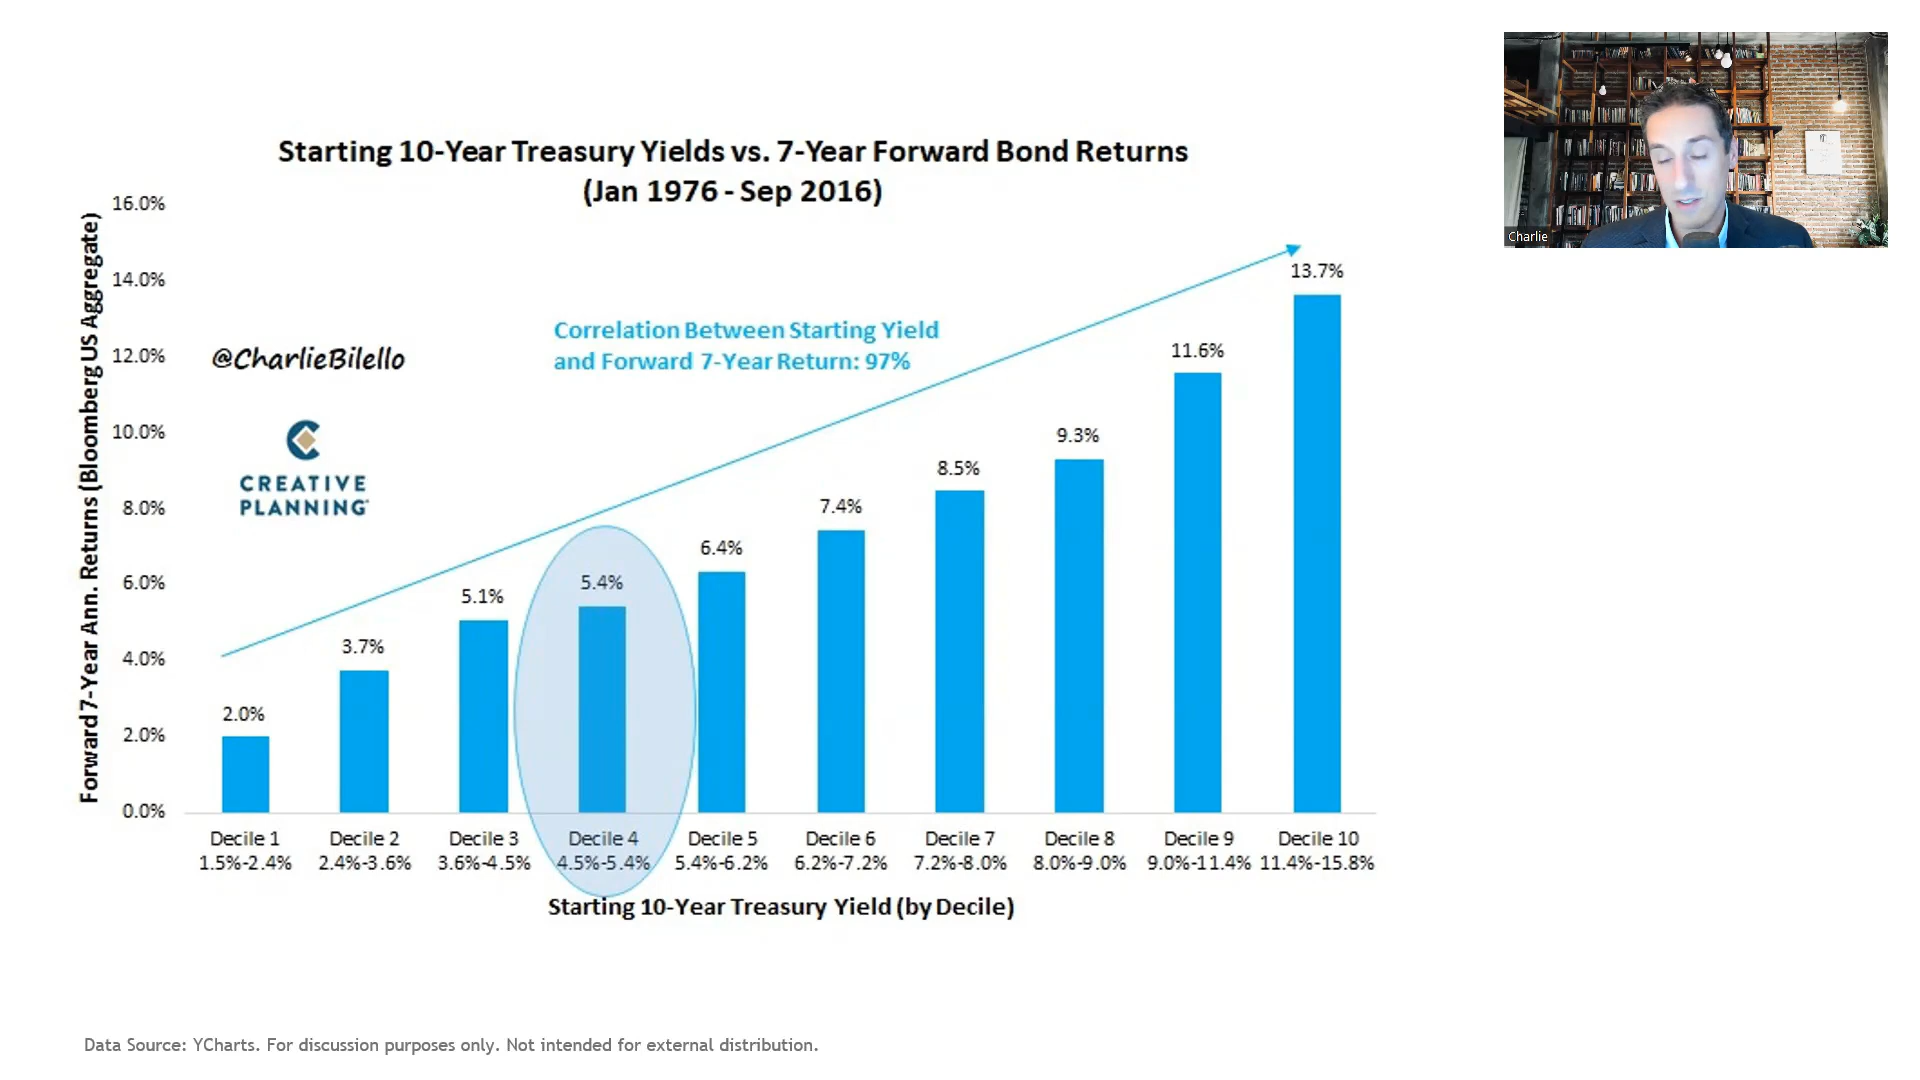 Starting 10-Year Treasury Yields vs. 7-Year Forward Bond Returns
(Jan 1976 - Sep 2016)
Forward 7-Year Ann. Returns (Bloomberg US Aggregate)
16.0%
14.0%
12.0%
10.0%
8.0%
6.0%
4.0%
2.0%
0.0%
@CharlieBilello
CREATIVE
PLANNING
Correlation Between Starting Yield
and Forward 7-Year Return: 97%
2.0%
3.7%
5.1%
5.4%
6.4%
7.4%
8.5%
9.3%
11.6%
13.7%
Decile 1 Decile 2 Decile 3 Decile 4 Decile 5 Decile 6 Decile 7 Decile 8 Decile 9 Decile 10
1.5%-2.4% 2.4%-3.6% 3.6%-4.5% 4.5%-5.4% 5.4%-6.2% 6.2%-7.2% 7.2%-8.0% 8.0%-9.0% 9.0%-11.4% 11.4%-15.8%
Starting 10-Year Treasury Yield (by Decile)
Charlie
Data Source: YCharts. For discussion purposes only. Not intended for external distribution.